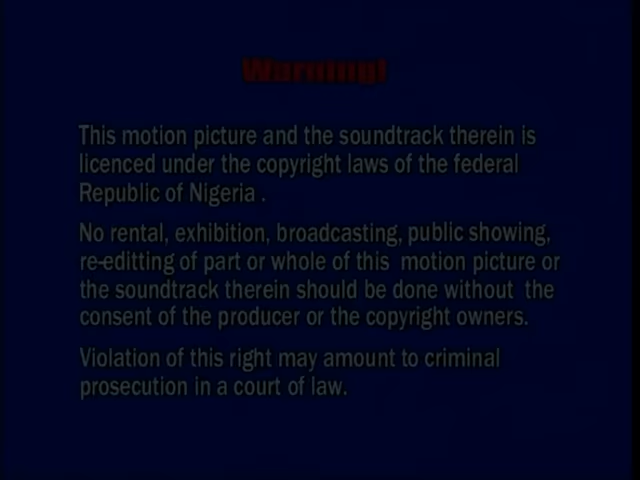 Warning!
This motion picture and the soundtrack therein is
licenced under the copyright laws of the federal
Republic of Nigeria .
No rental, exhibition, broadcasting, public showing,
re-editting of part or whole of this motion picture or
the soundtrack therein should be done without the
consent of the producer or the copyright owners.
Violation of this right may amount to criminal
prosecution in a court of law.